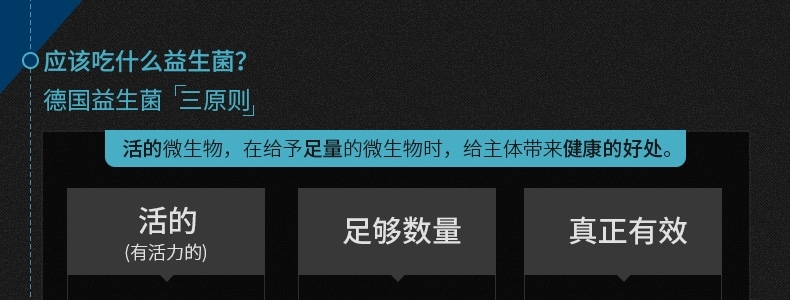 应该吃什么益生菌？
德国益生菌「三原则」
活的微生物，在给予足量的微生物时，给主体带来健康的好处。
活的
(有活力的)
足够数量
真正有效